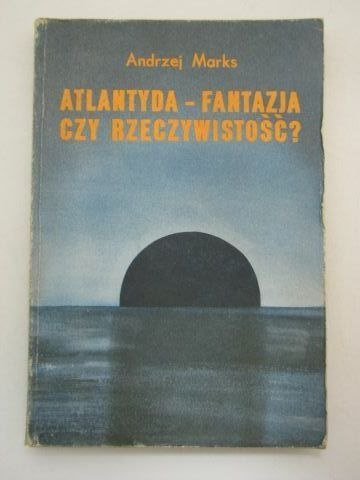 Andrzej Marks
ATLANTYDA - FANTAZJA
CZY RZECZYWISTOŚĆ?